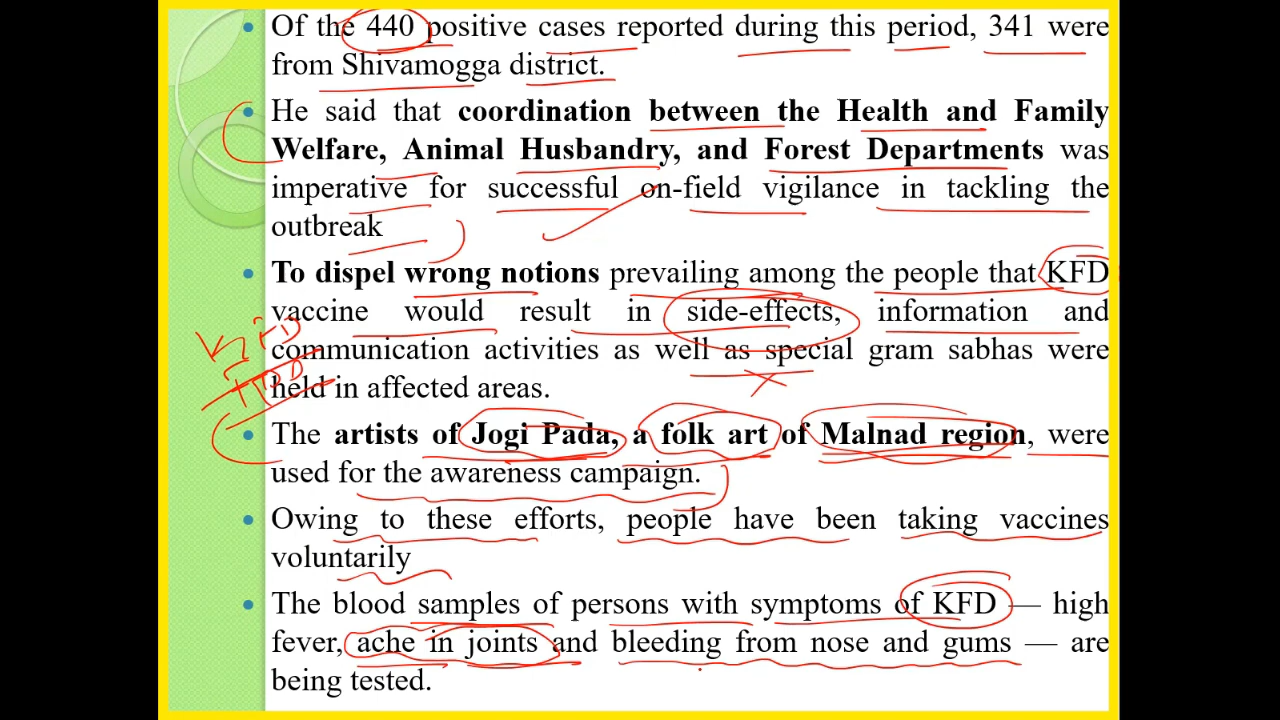 • Of the 440 positive cases reported during this period, 341 were
from Shivamogga district.
• He said that coordination between the Health and Family
Welfare, Animal Husbandry, and Forest Departments was
imperative for successful on-field vigilance in tackling the
outbreak
• To dispel wrong notions prevailing among the people that KFD
vaccine would result in side-effects, information and
KFD
communication activities as well as special gram sabhas were
held in affected areas.
• The artists of Jogi Pada, a folk art of Malnad region, were
used for the awareness campaign.
• Owing to these efforts, people have been taking vaccines
voluntarily
• The blood samples of persons with symptoms of KFD — high
fever, ache in joints and bleeding from nose and gums — are
being tested.